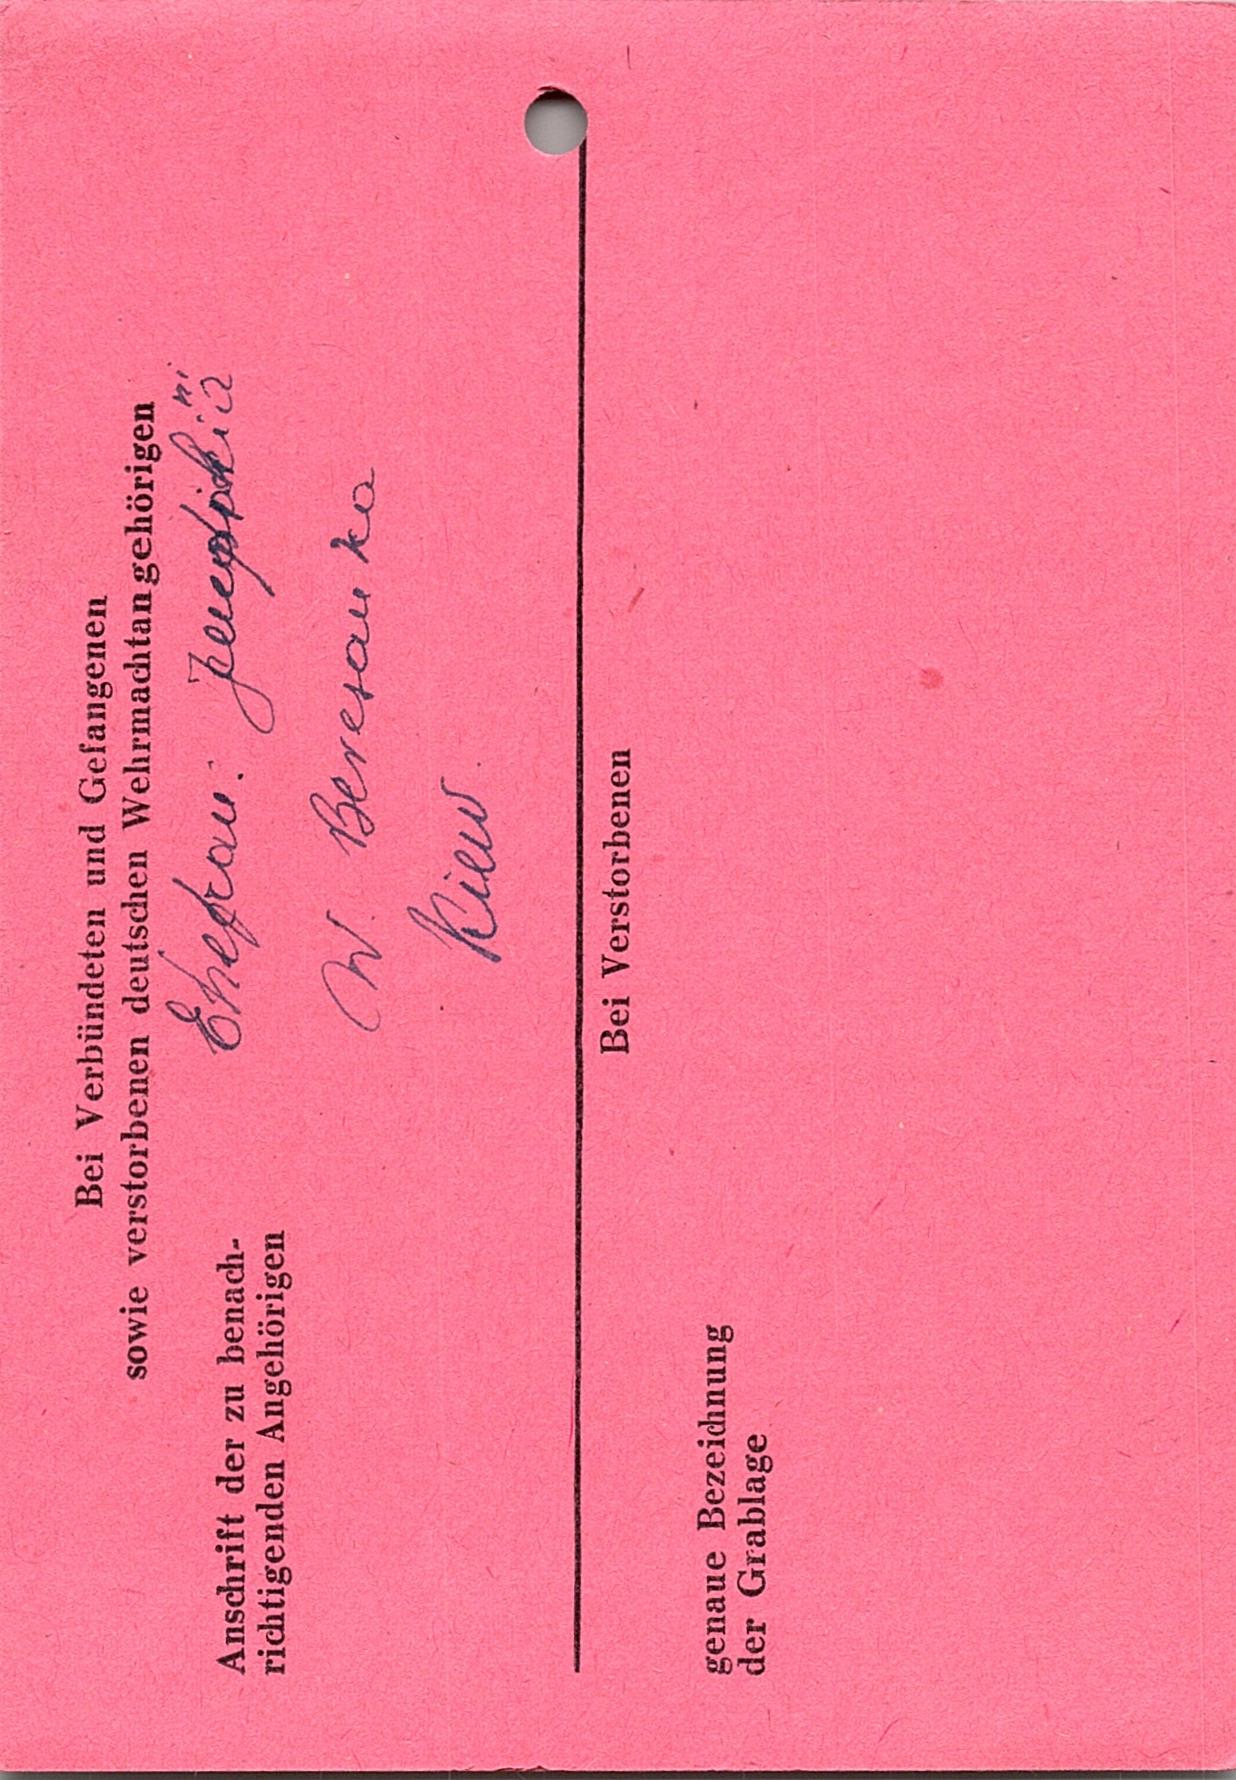 Bei Verbündeten und Gefangenen
sowie verstorbenen deutschen Wehrmachtangehörigen
Anschrift der zu benach-
richtigenden Angehörigen
Ehefrau:
W. Beresanka
Kiew.
Bei Verstorbenen
genaue Bezeichnung
der Grablage